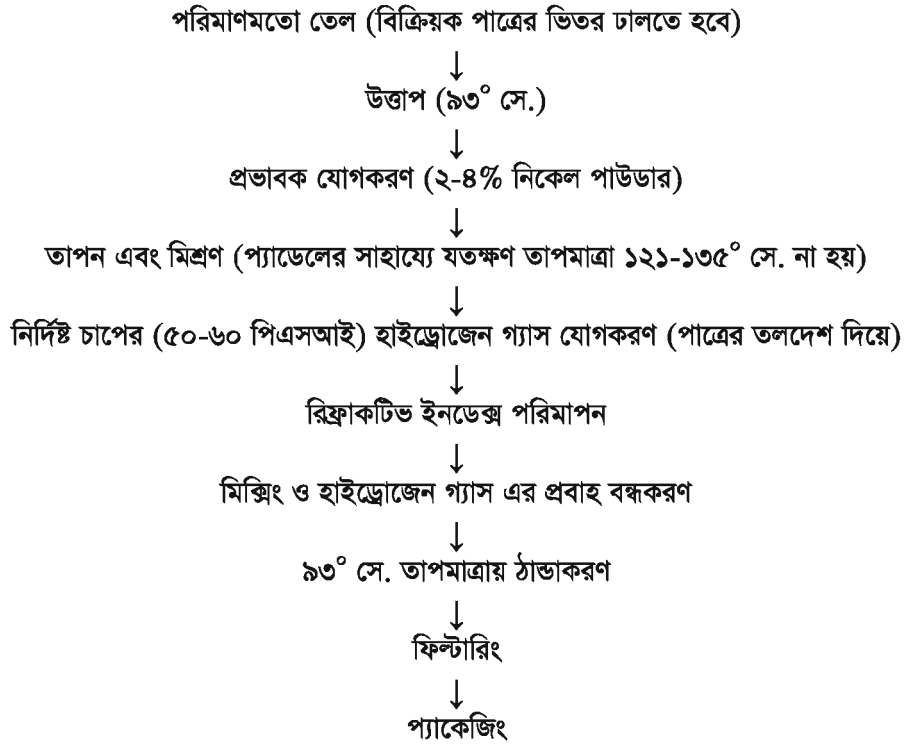 পরিমাণমতো তেল (বিক্রিয়ক পাত্রের ভিতর ঢালতে হবে)
↓
উত্তাপ (৯৩° সে.)
↓
প্রভাবক যোগকরণ (২-৪% নিকেল পাউডার)
↓
তাপন এবং মিশ্রণ (প্যাডেলের সাহায্যে যতক্ষণ তাপমাত্রা ১২১-১৩৫° সে. না হয়)
↓
নির্দিষ্ট চাপের (৫০-৬০ পিএসআই) হাইড্রোজেন গ্যাস যোগকরণ (পাত্রের তলদেশ দিয়ে)
↓
রিফ্রাকটিভ ইনডেক্স পরিমাপন
↓
মিক্সিং ও হাইড্রোজেন গ্যাস এর প্রবাহ বন্ধকরণ
↓
৯৩° সে. তাপমাত্রায় ঠান্ডাকরণ
↓
ফিল্টারিং
↓
প্যাকেজিং